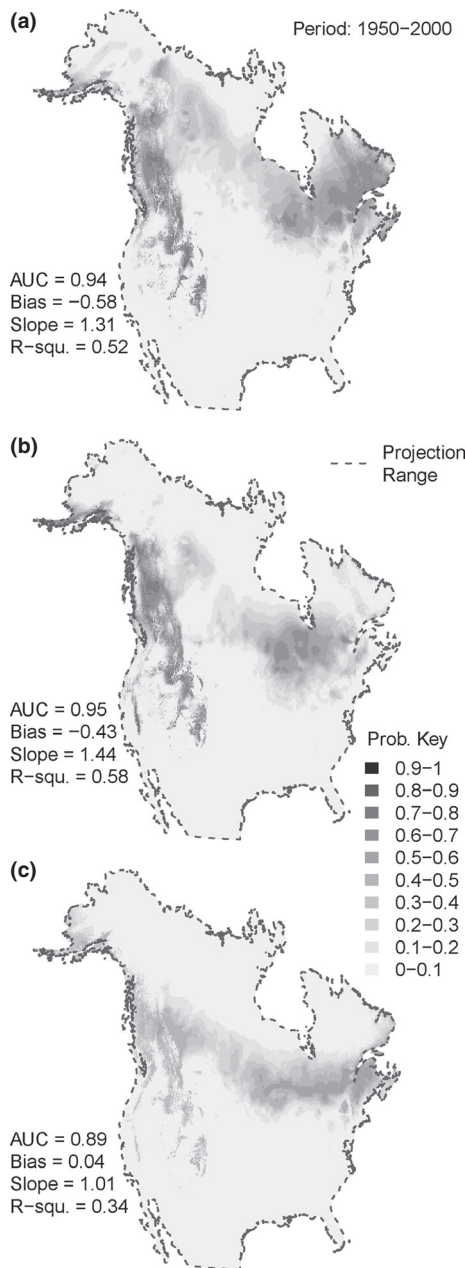 (a)
Period: 1950−2000
AUC = 0.94
Bias = −0.58
Slope = 1.31
R−squ. = 0.52
(b)
Projection
Range
AUC = 0.95
Bias = −0.43
Slope = 1.44
R−squ. = 0.58
Prob. Key
0.9−1
0.8−0.9
0.7−0.8
0.6−0.7
0.5−0.6
0.4−0.5
0.3−0.4
0.2−0.3
0.1−0.2
0−0.1
(c)
AUC = 0.89
Bias = 0.04
Slope = 1.01
R−squ. = 0.34